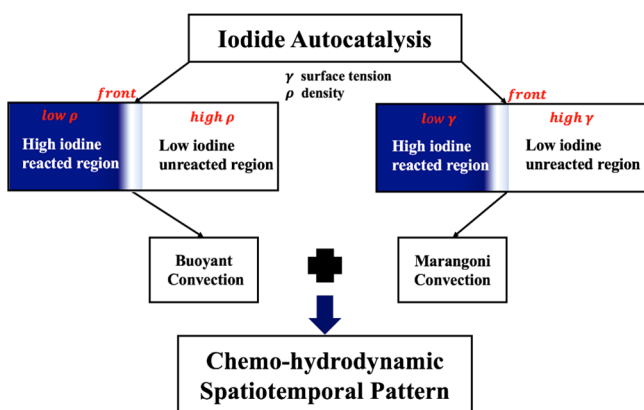 Iodide Autocatalysis
γ surface tension
ρ density
front
low ρ
high ρ
High iodine
reacted region
Low iodine
unreacted region
front
low γ
high γ
High iodine
reacted region
Low iodine
unreacted region
Buoyant
Convection
Marangoni
Convection
Chemo-hydrodynamic
Spatiotemporal Pattern